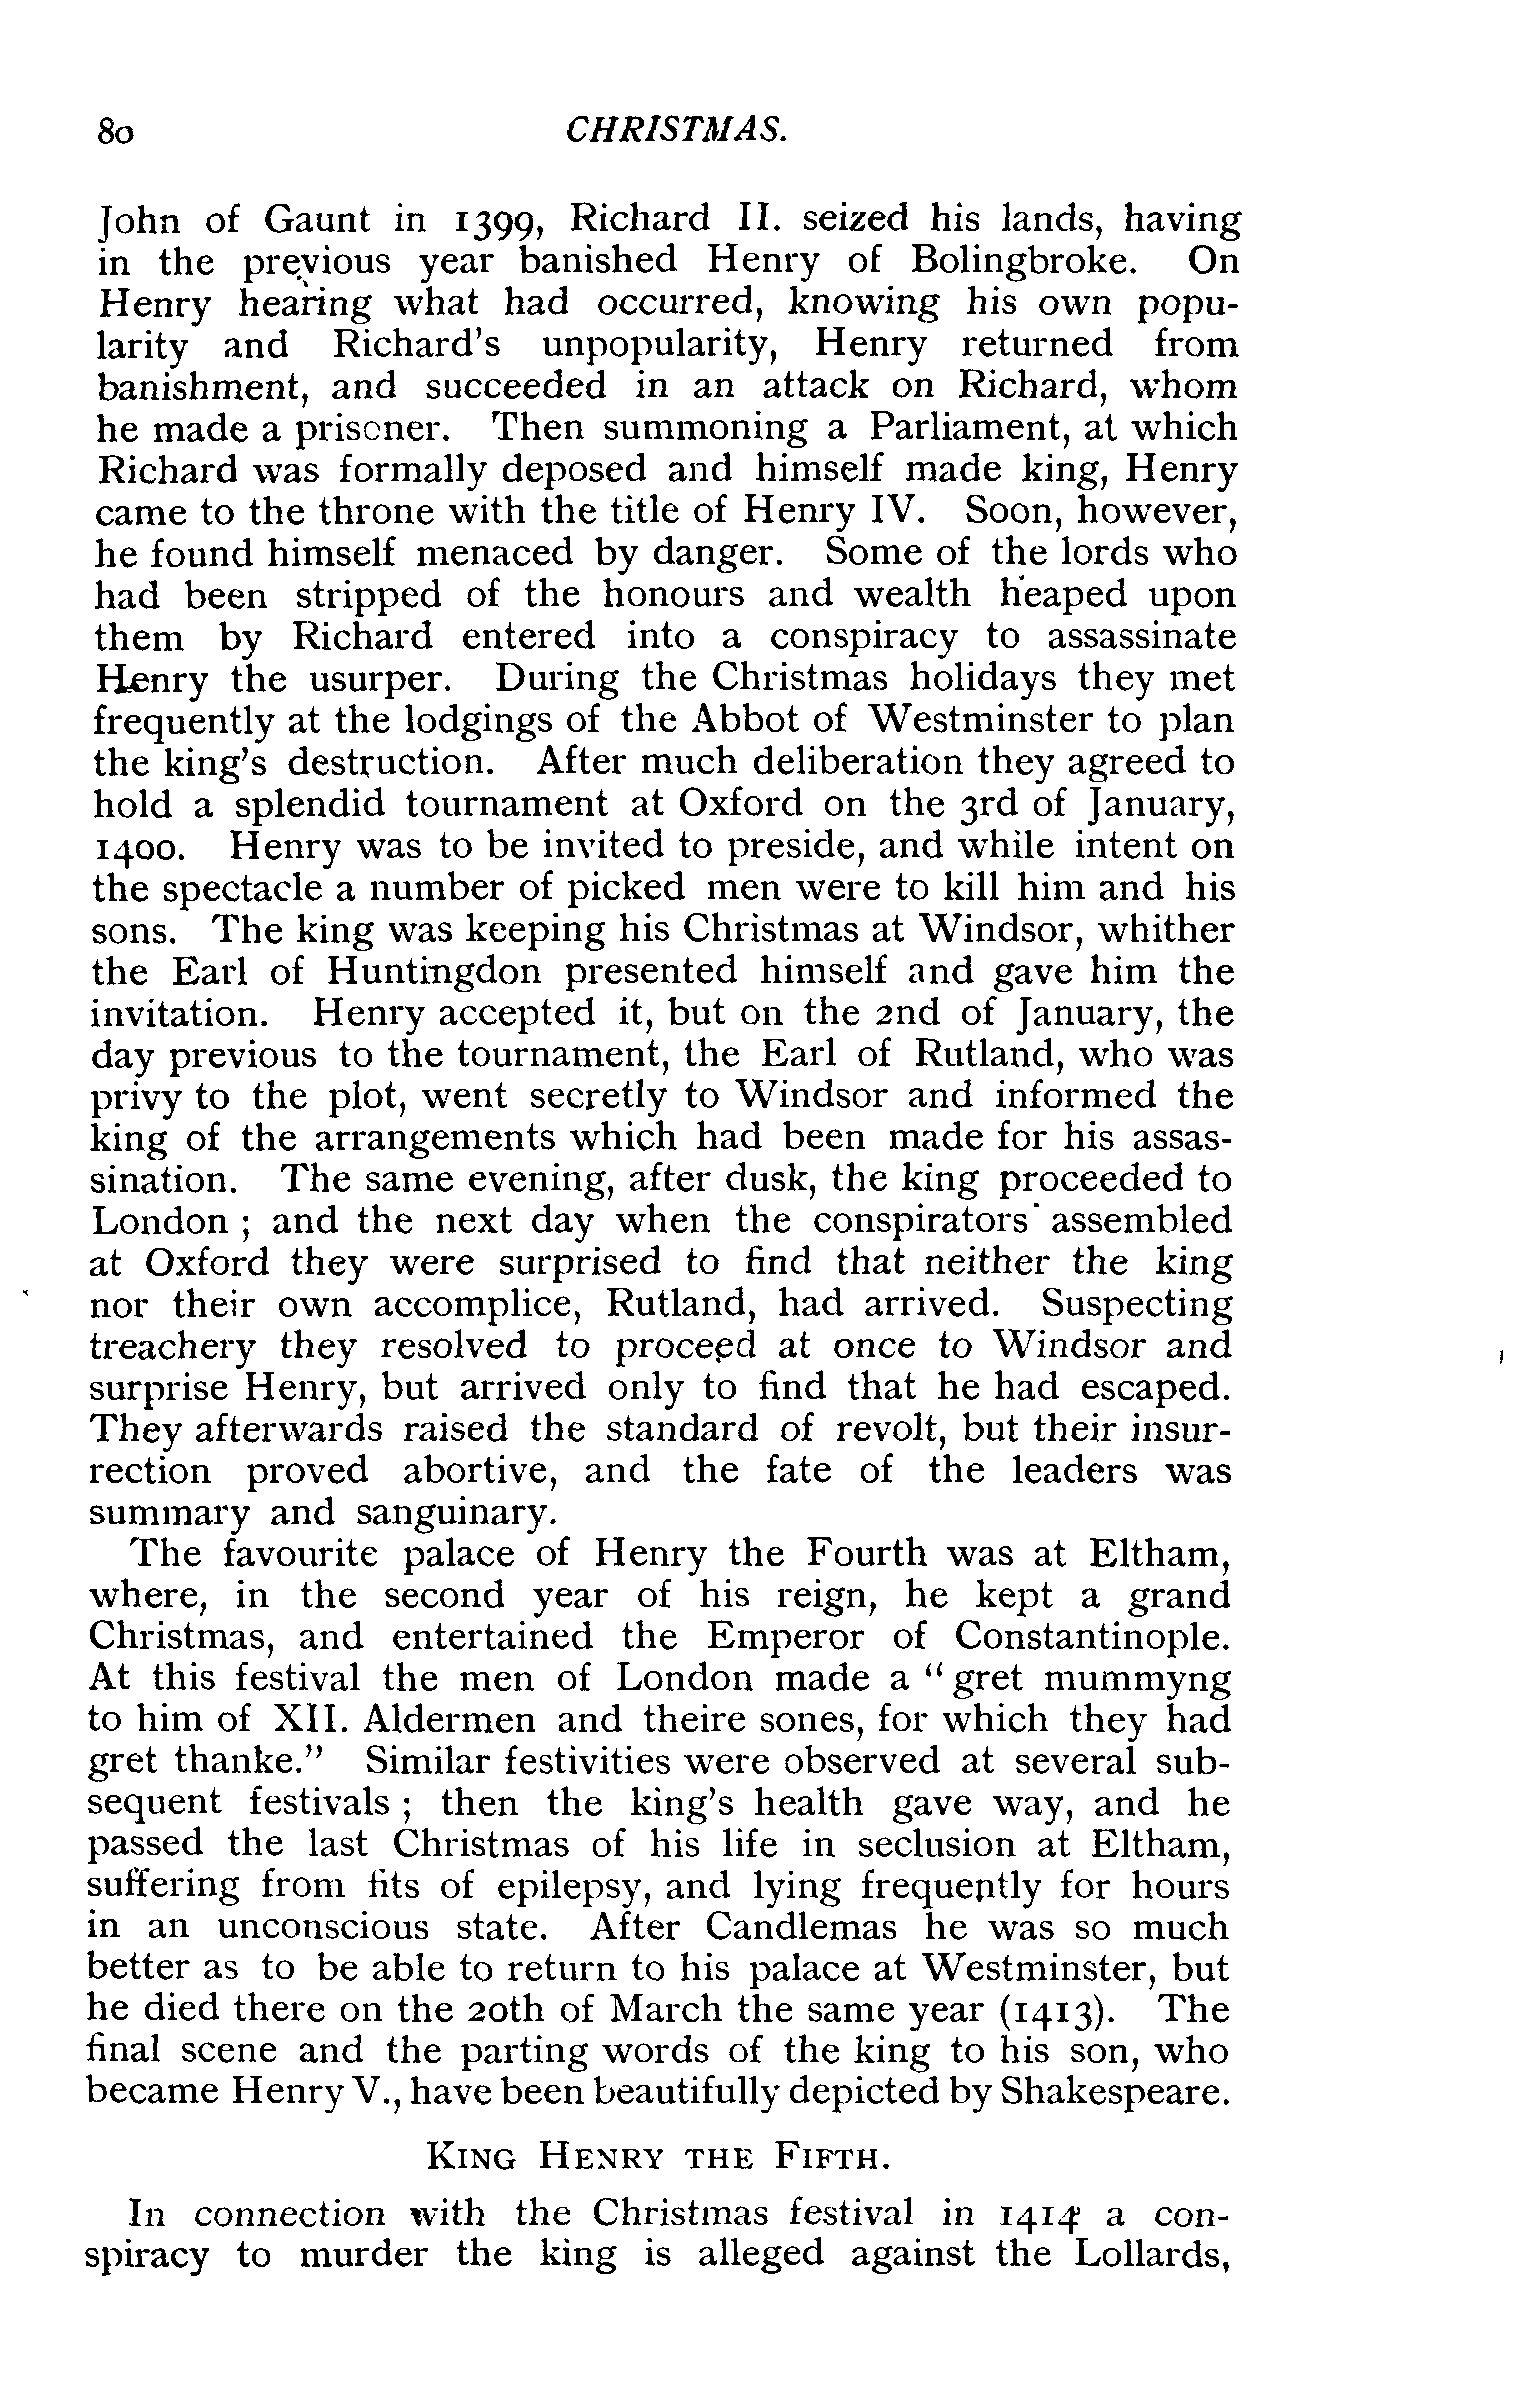 80 CHRISTMAS.
John of Gaunt in 1399, Richard II. seized his lands, having
in the previous year banished Henry of Bolingbroke. On
Henry hearing what had occurred, knowing his own popu-
larity and Richard's unpopularity, Henry returned from
banishment, and succeeded in an attack on Richard, whom
he made a prisoner. Then summoning a Parliament, at which
Richard was formally deposed and himself made king, Henry
came to the throne with the title of Henry IV. Soon, however,
he found himself menaced by danger. Some of the lords who
had been stripped of the honours and wealth heaped upon
them by Richard entered into a conspiracy to assassinate
Henry the usurper. During the Christmas holidays they met
frequently at the lodgings of the Abbot of Westminster to plan
the king's destruction. After much deliberation they agreed to
hold a splendid tournament at Oxford on the 3rd of January,
1400. Henry was to be invited to preside, and while intent on
the spectacle a number of picked men were to kill him and his
sons. The king was keeping his Christmas at Windsor, whither
the Earl of Huntingdon presented himself and gave him the
invitation. Henry accepted it, but on the 2nd of January, the
day previous to the tournament, the Earl of Rutland, who was
privy to the plot, went secretly to Windsor and informed the
king of the arrangements which had been made for his assas-
sination. The same evening, after dusk, the king proceeded to
London ; and the next day when the conspirators assembled
at Oxford they were surprised to find that neither the king
nor their own accomplice, Rutland, had arrived. Suspecting
treachery they resolved to proceed at once to Windsor and
surprise Henry, but arrived only to find that he had escaped.
They afterwards raised the standard of revolt, but their insur-
rection proved abortive, and the fate of the leaders was
summary and sanguinary.
The favourite palace of Henry the Fourth was at Eltham,
where, in the second year of his reign, he kept a grand
Christmas, and entertained the Emperor of Constantinople.
At this festival the men of London made a “ gret mummyng
to him of XII. Aldermen and theire sones, for which they had
gret thanke.” Similar festivities were observed at several sub-
sequent festivals ; then the king's health gave way, and he
passed the last Christmas of his life in seclusion at Eltham,
suffering from fits of epilepsy, and lying frequently for hours
in an unconscious state. After Candlemas he was so much
better as to be able to return to his palace at Westminster, but
he died there on the 20th of March the same year (1413). The
final scene and the parting words of the king to his son, who
became Henry V., have been beautifully depicted by Shakespeare.
KING HENRY THE FIFTH.
In connection with the Christmas festival in 1414 a con-
spiracy to murder the king is alleged against the Lollards,